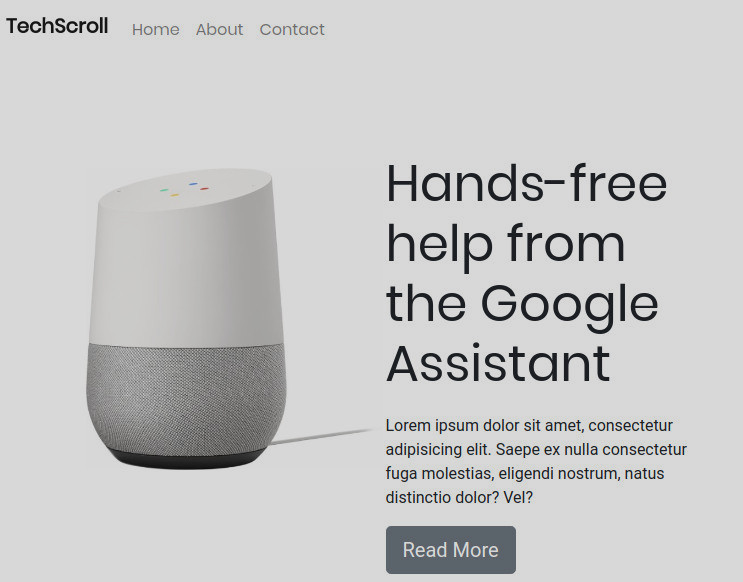 TechScroll Home About Contact
Hands-free
help from
the Google
Assistant
Lorem ipsum dolor sit amet, consectetur
adipisicing elit. Saepe ex nulla consectetur
fuga molestias, eligendi nostrum, natus
distinctio dolor? Vel?
Read More